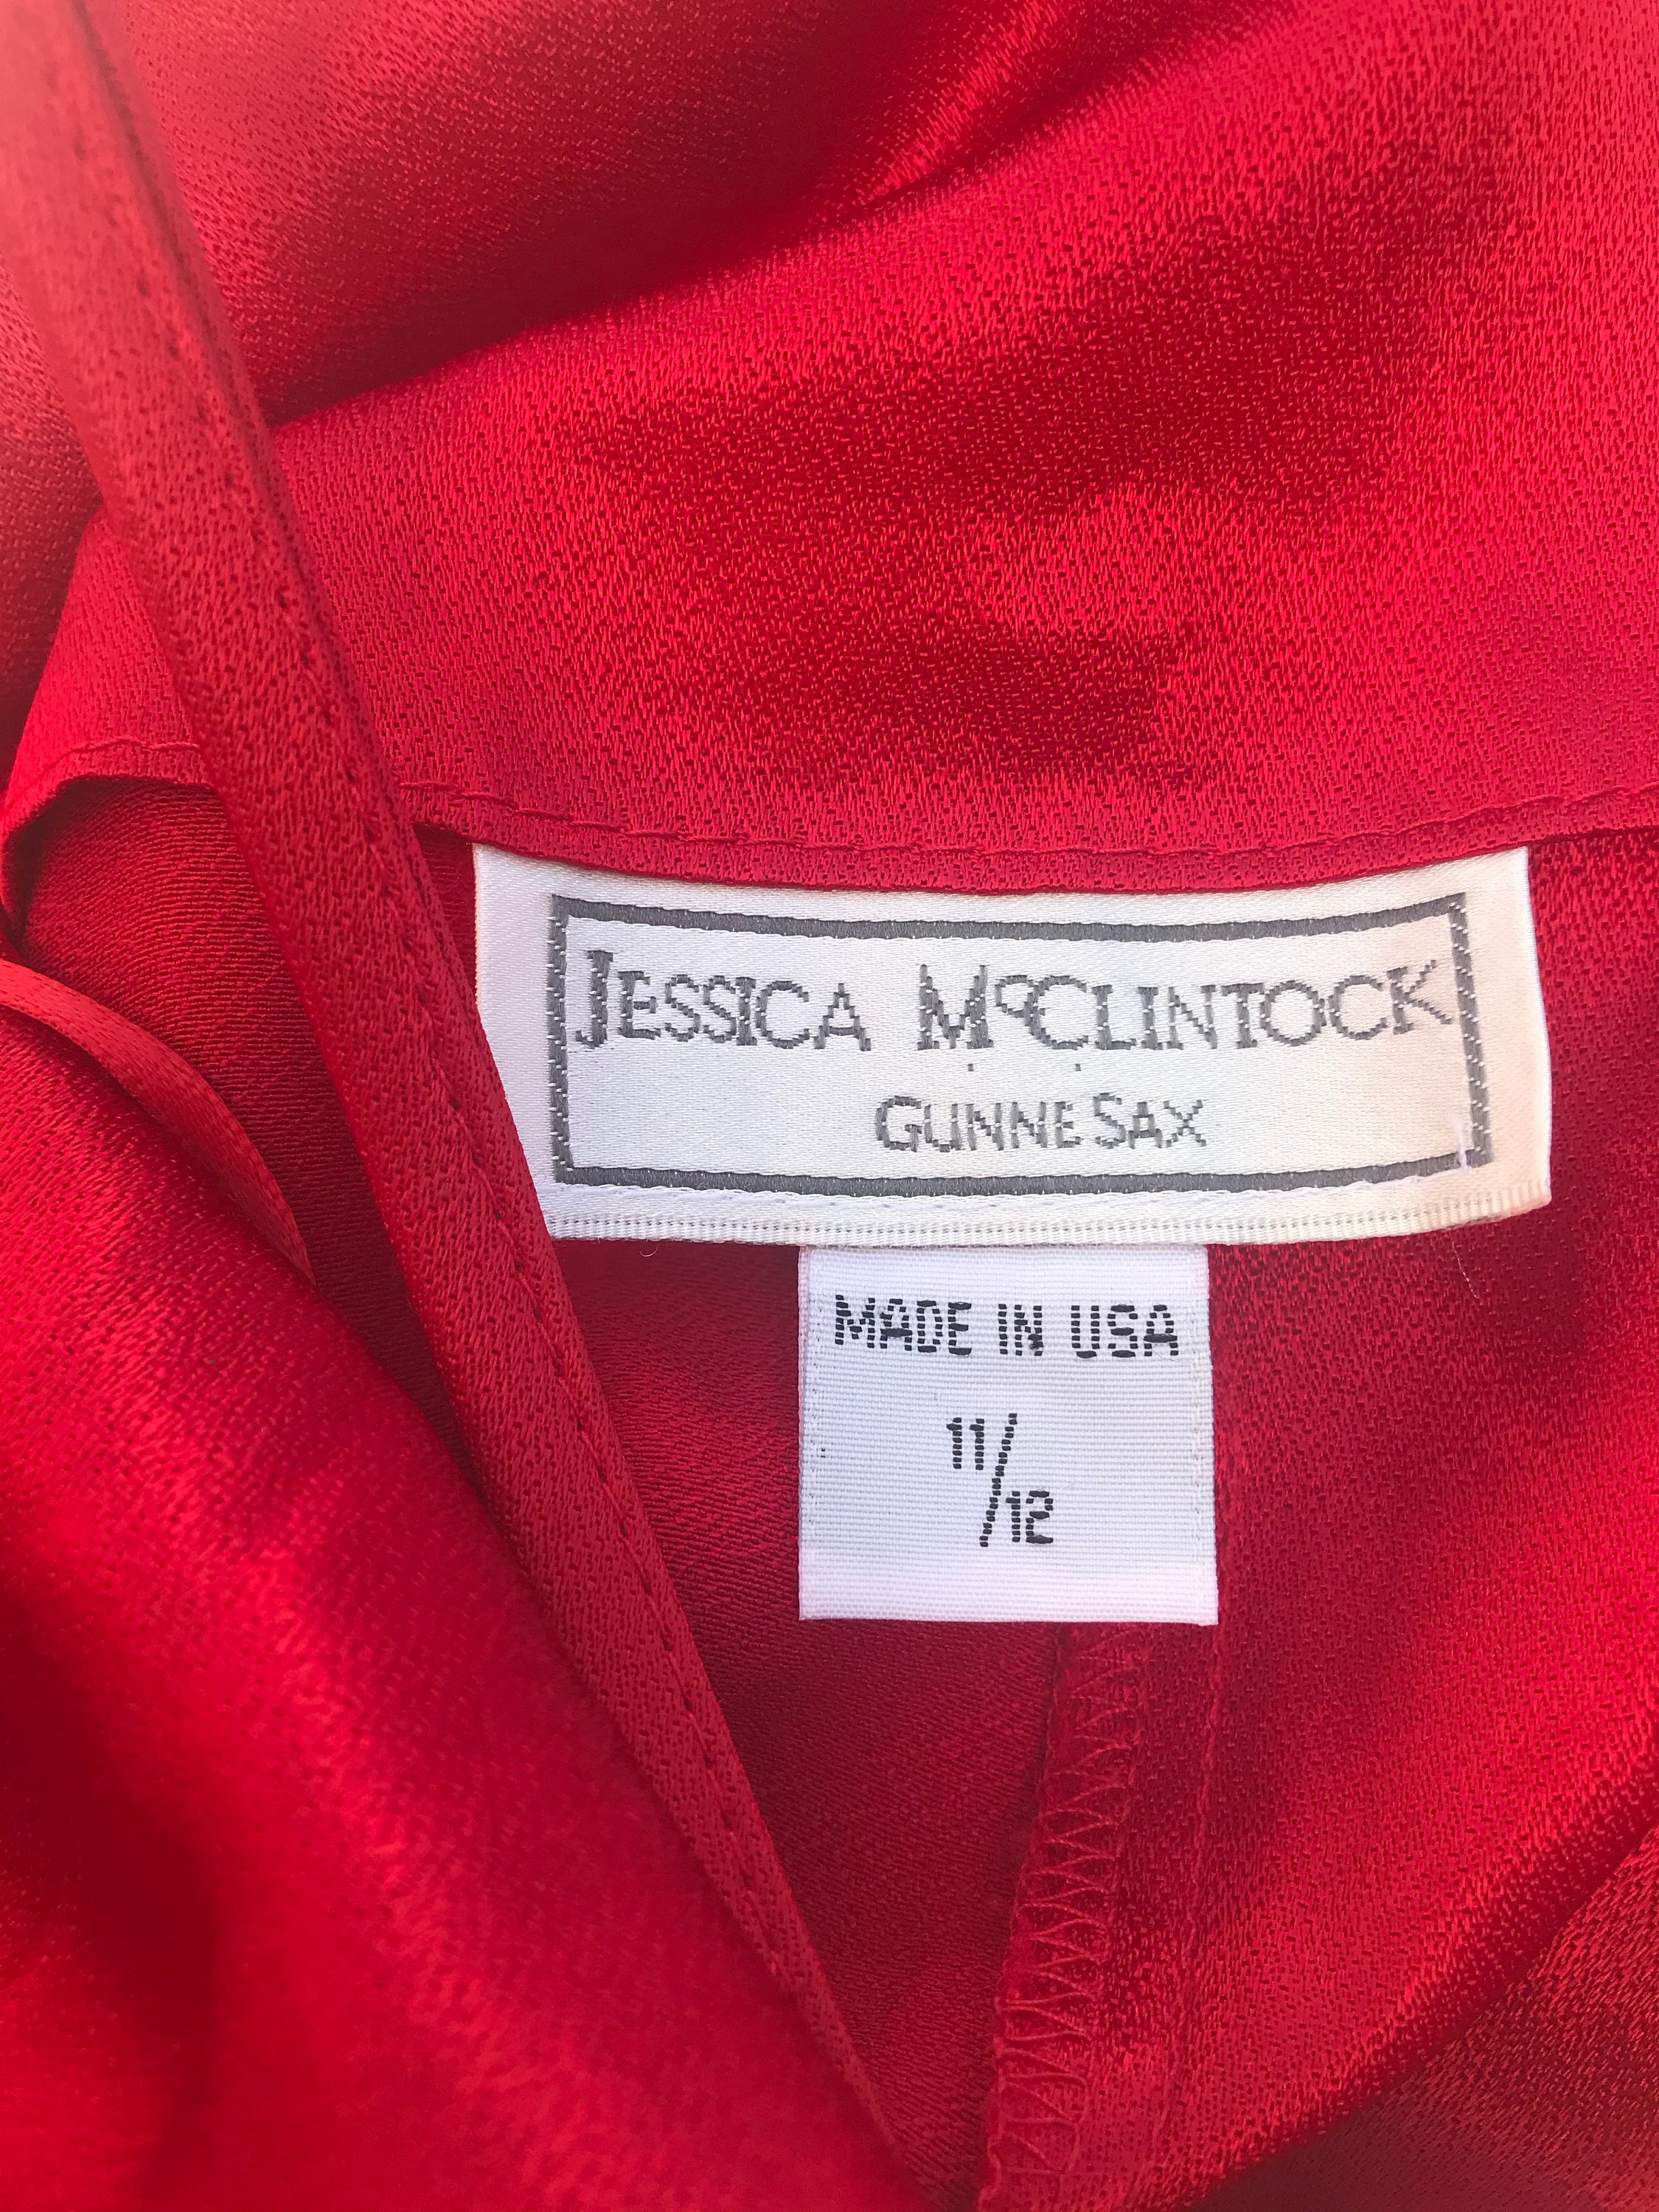 JESSICA McCLINTOCK
GUNNE SAX
MADE IN USA
11/12